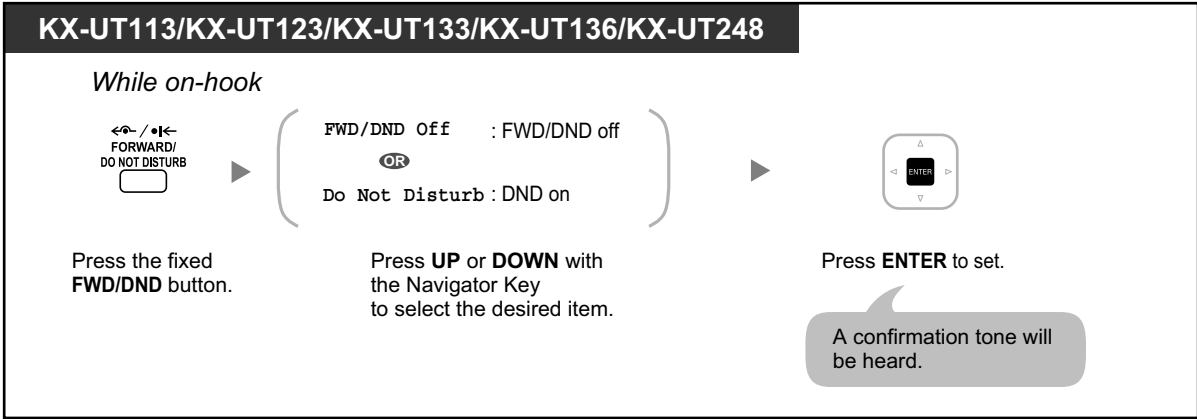 KX-UT113/KX-UT123/KX-UT133/KX-UT136/KX-UT248
While on-hook
FORWARD/
DO NOT DISTURB
FWD/DND Off : FWD/DND off
OR
Do Not Disturb : DND on
ENTER
Press the fixed
FWD/DND button.
Press UP or DOWN with
the Navigator Key
to select the desired item.
Press ENTER to set.
A confirmation tone will
be heard.